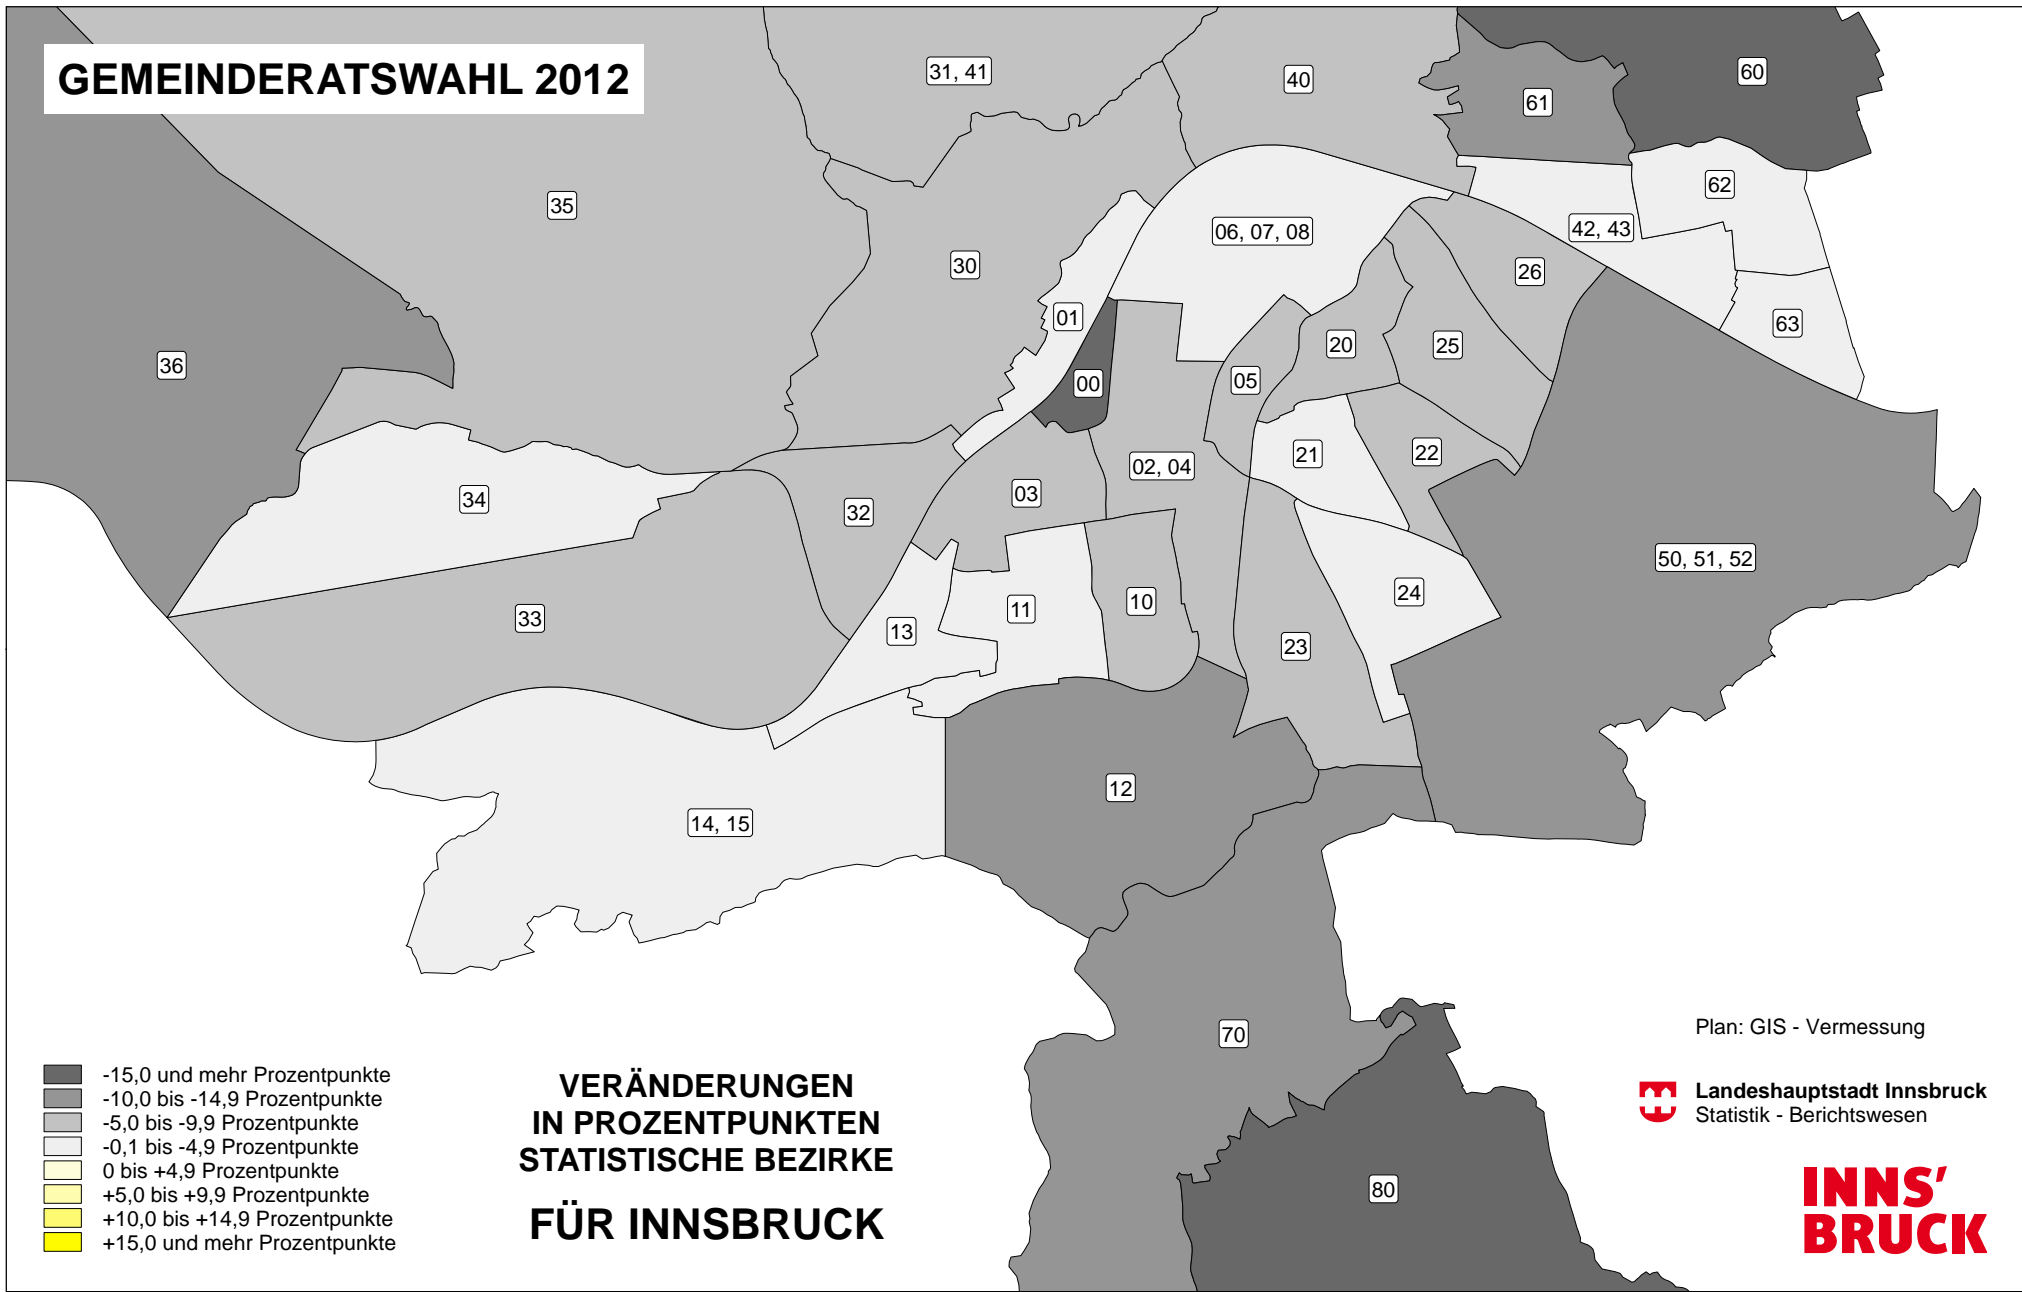 GEMEINDERATSWAHL 2012
31, 41
40
60
61
62
35
06, 07, 08
42, 43
30
26
01
63
20
25
36
00
05
21
22
02, 04
03
34
32
50, 51, 52
24
10
11
33
13
23
12
14, 15
70
80
-15,0 und mehr Prozentpunkte
-10,0 bis -14,9 Prozentpunkte
-5,0 bis -9,9 Prozentpunkte
-0,1 bis -4,9 Prozentpunkte
0 bis +4,9 Prozentpunkte
+5,0 bis +9,9 Prozentpunkte
+10,0 bis +14,9 Prozentpunkte
+15,0 und mehr Prozentpunkte
VERÄNDERUNGEN
IN PROZENTPUNKTEN
STATISTISCHE BEZIRKE
FÜR INNSBRUCK
Plan: GIS - Vermessung
Landeshauptstadt Innsbruck
Statistik - Berichtswesen
INNS'
BRUCK